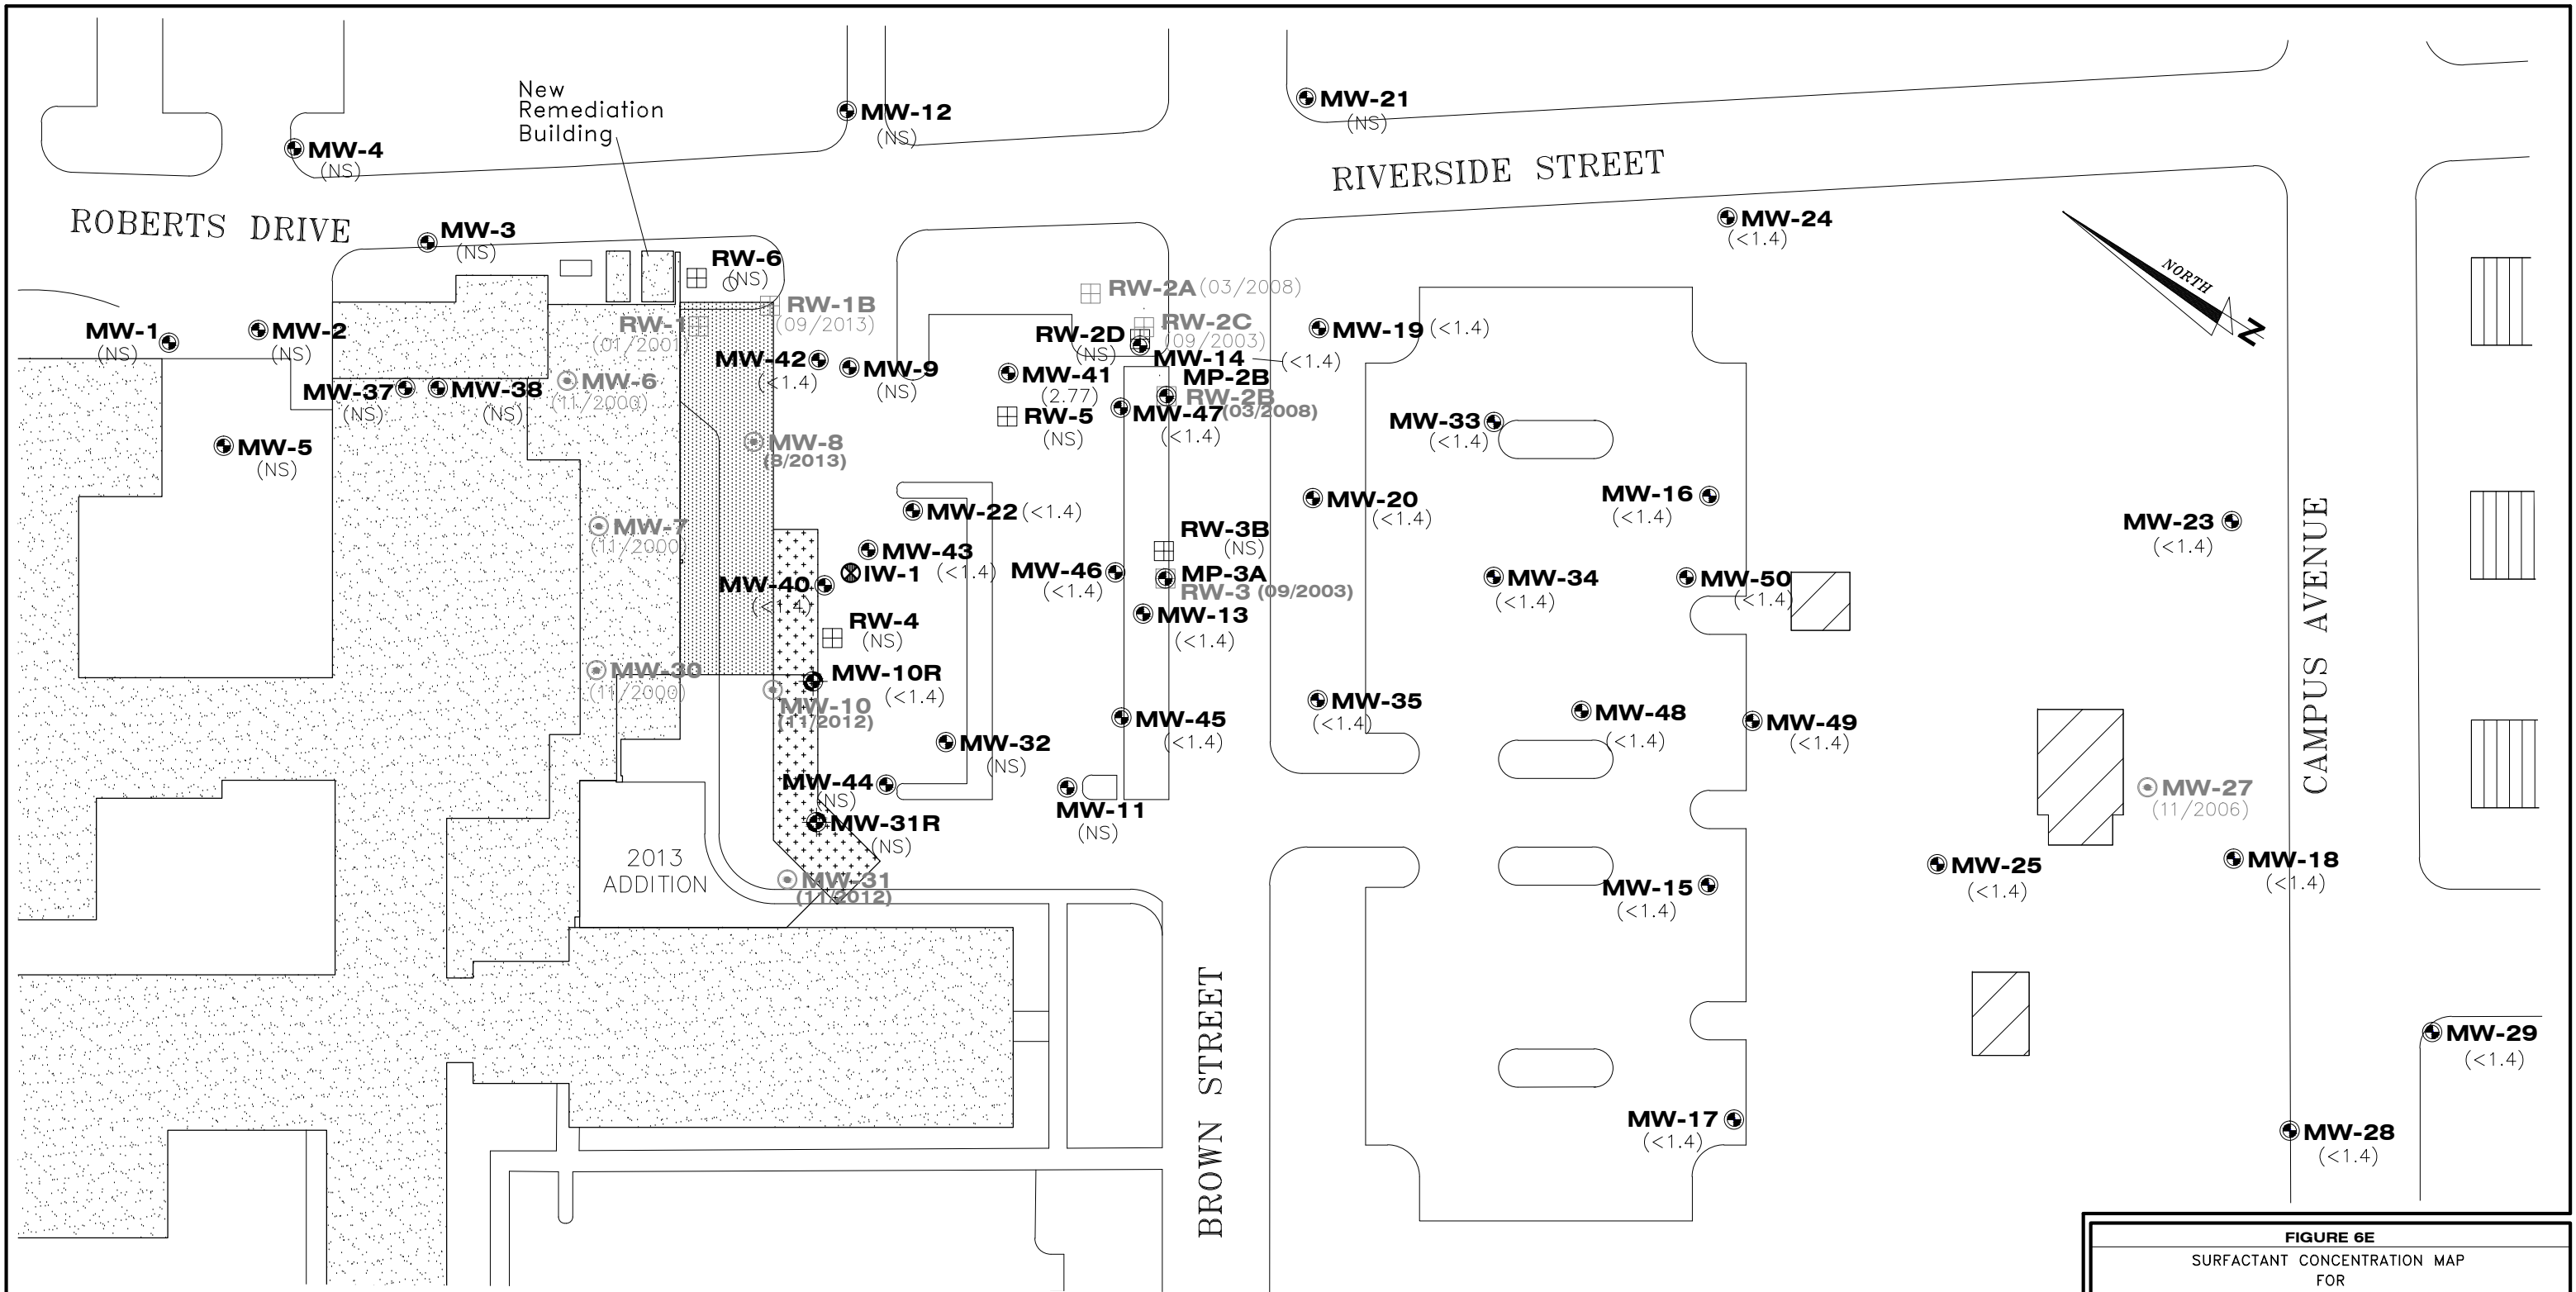 New
Remediation
Building
MW-12
(NS)
MW-21
(NS)
MW-4
(NS)
RIVERSIDE STREET
ROBERTS DRIVE
MW-3
(NS)
MW-24
(<1.4)
NORTH
N
RW-6
(NS)
RW-2A (03/2008)
RW-1B
(09/2013)
RW-1
(01/2001)
RW-2C
(09/2003)
RW-2D
(NS)
MW-19 (<1.4)
MW-1
(NS)
MW-2
(NS)
MW-42
(<1.4)
MW-9
(NS)
MW-14 (<1.4)
MW-41
(2.77)
MP-2B
RW-2B
(03/2008)
MW-37
(NS)
MW-38
(NS)
MW-6
(11/2000)
RW-5
(NS)
MW-47
(<1.4)
MW-33
(<1.4)
MW-5
(NS)
MW-8
(8/2013)
MW-20
(<1.4)
MW-16
(<1.4)
MW-22 (<1.4)
MW-23
(<1.4)
MW-7
(11/2000
RW-3B
(NS)
MW-43
(<1.4)
IW-1
MW-40
(<1.4)
MW-46
(<1.4)
MP-3A
RW-3 (09/2003)
MW-34
(<1.4)
MW-50
(<1.4)
MW-13
(<1.4)
RW-4
(NS)
MW-30
(11/2000)
MW-10R
(<1.4)
MW-10
(11/2012)
MW-35
(<1.4)
MW-48
(<1.4)
MW-49
(<1.4)
MW-45
(<1.4)
MW-32
(NS)
MW-44
(NS)
MW-11
(NS)
MW-27
(11/2006)
MW-31R
(NS)
2013
ADDITION
MW-31
(11/2012)
MW-15
(<1.4)
MW-25
(<1.4)
MW-18
(<1.4)
CAMPUS AVENUE
BROWN STREET
MW-29
(<1.4)
MW-17
(<1.4)
MW-28
(<1.4)
FIGURE 6E
SURFACTANT CONCENTRATION MAP
FOR